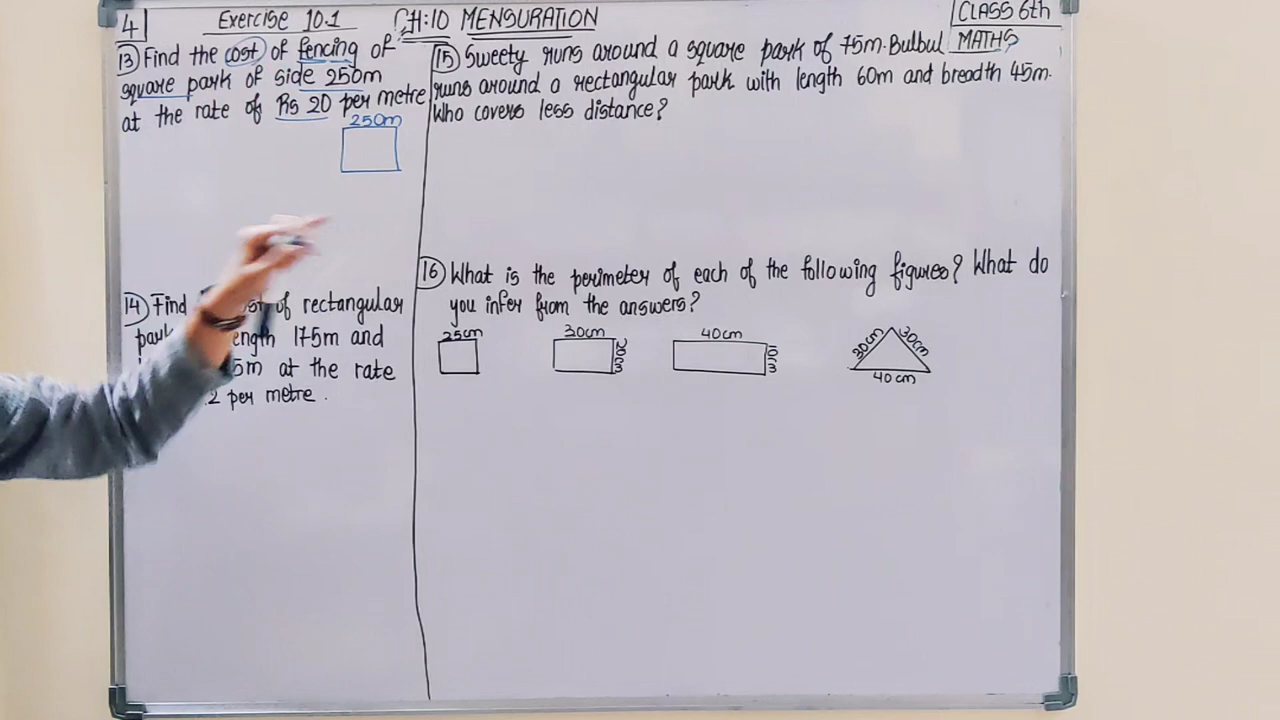 4
Exercise 10.1
CH:10 MENSURATION
CLASS 6th
MATHS
13 Find the cost of fencing of
square park of side 250m
at the rate of Rs 20 per metre
250m
14 Find of rectangular
length 175m and
5m at the rate
2 per metre.
15 Sweety runs around a square park of 75m. Bulbul
runs around a rectangular park with length 60m and breadth 45m.
Who covers less distance?
16 What is the perimeter of each of the following figures? What do
you infer from the answers?
25cm
30cm
20cm
40cm
10cm
30cm
30cm
40cm